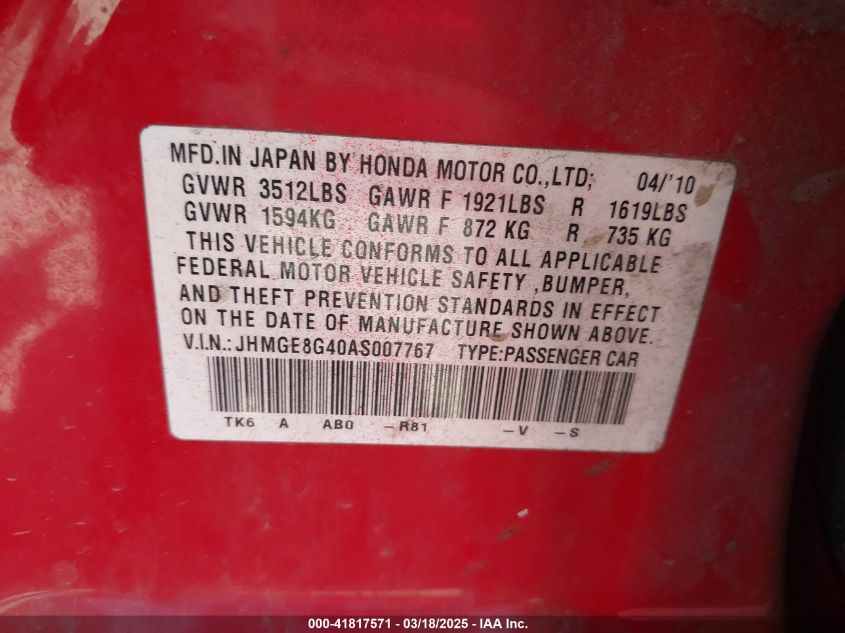 MFD.IN JAPAN BY HONDA MOTOR CO.,LTD; 04/'10
GVWR 3512LBS GAWR F 1921LBS R 1619LBS
GVWR 1594KG GAWR F 872 KG R 735 KG
THIS VEHICLE CONFORMS TO ALL APPLICABLE
FEDERAL MOTOR VEHICLE SAFETY ,BUMPER,
AND THEFT PREVENTION STANDARDS IN EFFECT
ON THE DATE OF MANUFACTURE SHOWN ABOVE.
V.I.N.:JHMGE8G40AS007767 TYPE:PASSENGER CAR
TK6 A AB0 –R81 –V –S
000-41817571 - 03/18/2025 - IAA Inc.